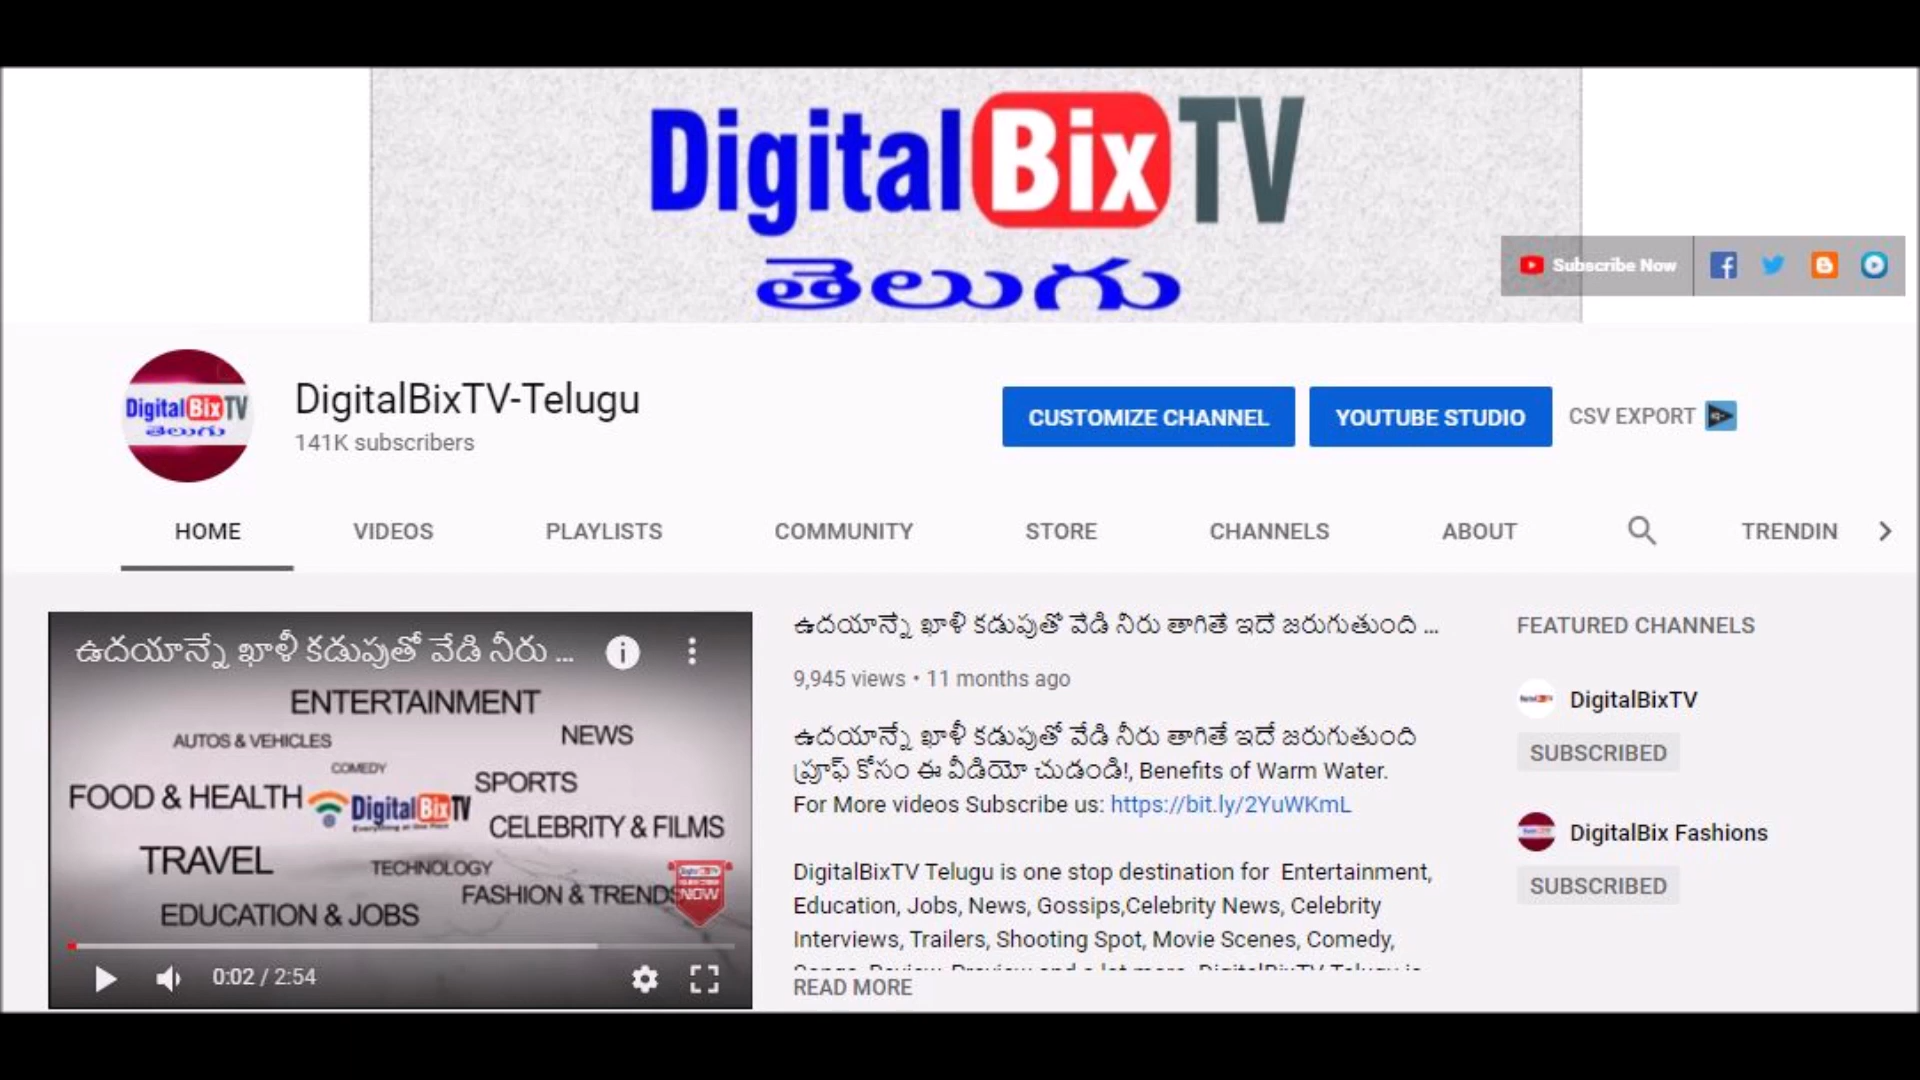 DigitalBixTV
తెలుగు
Subscribe Now
DigitalBixTV
తెలుగు
DigitalBixTV-Telugu
141K subscribers
CUSTOMIZE CHANNEL
YOUTUBE STUDIO
CSV EXPORT
HOME
VIDEOS
PLAYLISTS
COMMUNITY
STORE
CHANNELS
ABOUT
TRENDIN
ఉదయాన్నే ఖాళీ కడుపుతో వేడి నీరు ...
ENTERTAINMENT
AUTOS & VEHICLES
NEWS
COMEDY
FOOD & HEALTH
SPORTS
DigitalBixTV
CELEBRITY & FILMS
TRAVEL
TECHNOLOGY
FASHION & TRENDS
NOW
EDUCATION & JOBS
0:02 / 2:54
ఉదయాన్నే ఖాళీ కడుపుతో వేడి నీరు తాగితే ఇదే జరుగుతుంది ...
9,945 views • 11 months ago
ఉదయాన్నే ఖాళీ కడుపుతో వేడి నీరు తాగితే ఇదే జరుగుతుంది
ప్రూఫ్ కోసం ఈ వీడియో చుడండి!, Benefits of Warm Water.
For More videos Subscribe us: https://bit.ly/2YuWKmL
DigitalBixTV Telugu is one stop destination for Entertainment,
Education, Jobs, News, Gossips,Celebrity News, Celebrity
Interviews, Trailers, Shooting Spot, Movie Scenes, Comedy,
READ MORE
FEATURED CHANNELS
DigitalBixTV
SUBSCRIBED
DigitalBix Fashions
SUBSCRIBED